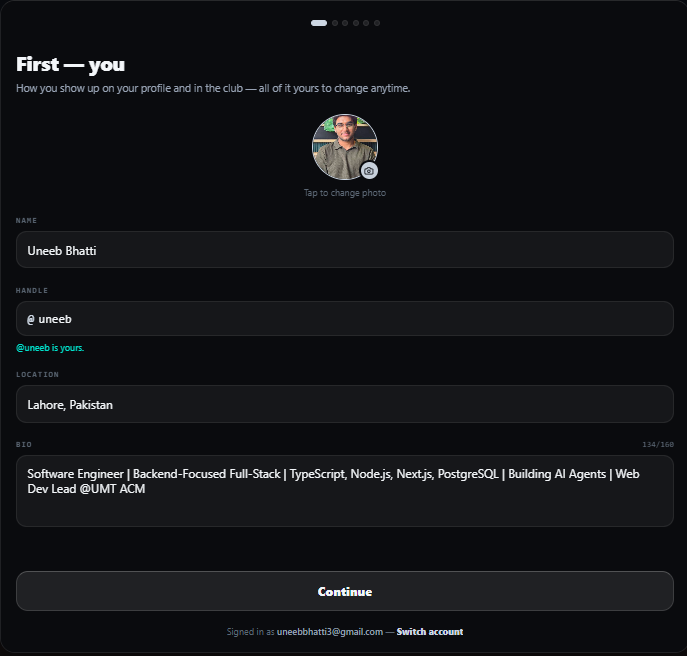 First — you
How you show up on your profile and in the club — all of it yours to change anytime.
Tap to change photo
NAME
Uneeb Bhatti
HANDLE
@ uneeb
@uneeb is yours.
LOCATION
Lahore, Pakistan
BIO
134/160
Software Engineer | Backend-Focused Full-Stack | TypeScript, Node.js, Next.js, PostgreSQL | Building AI Agents | Web
Dev Lead @UMT ACM
Continue
Signed in as uneebbhatti3@gmail.com — Switch account